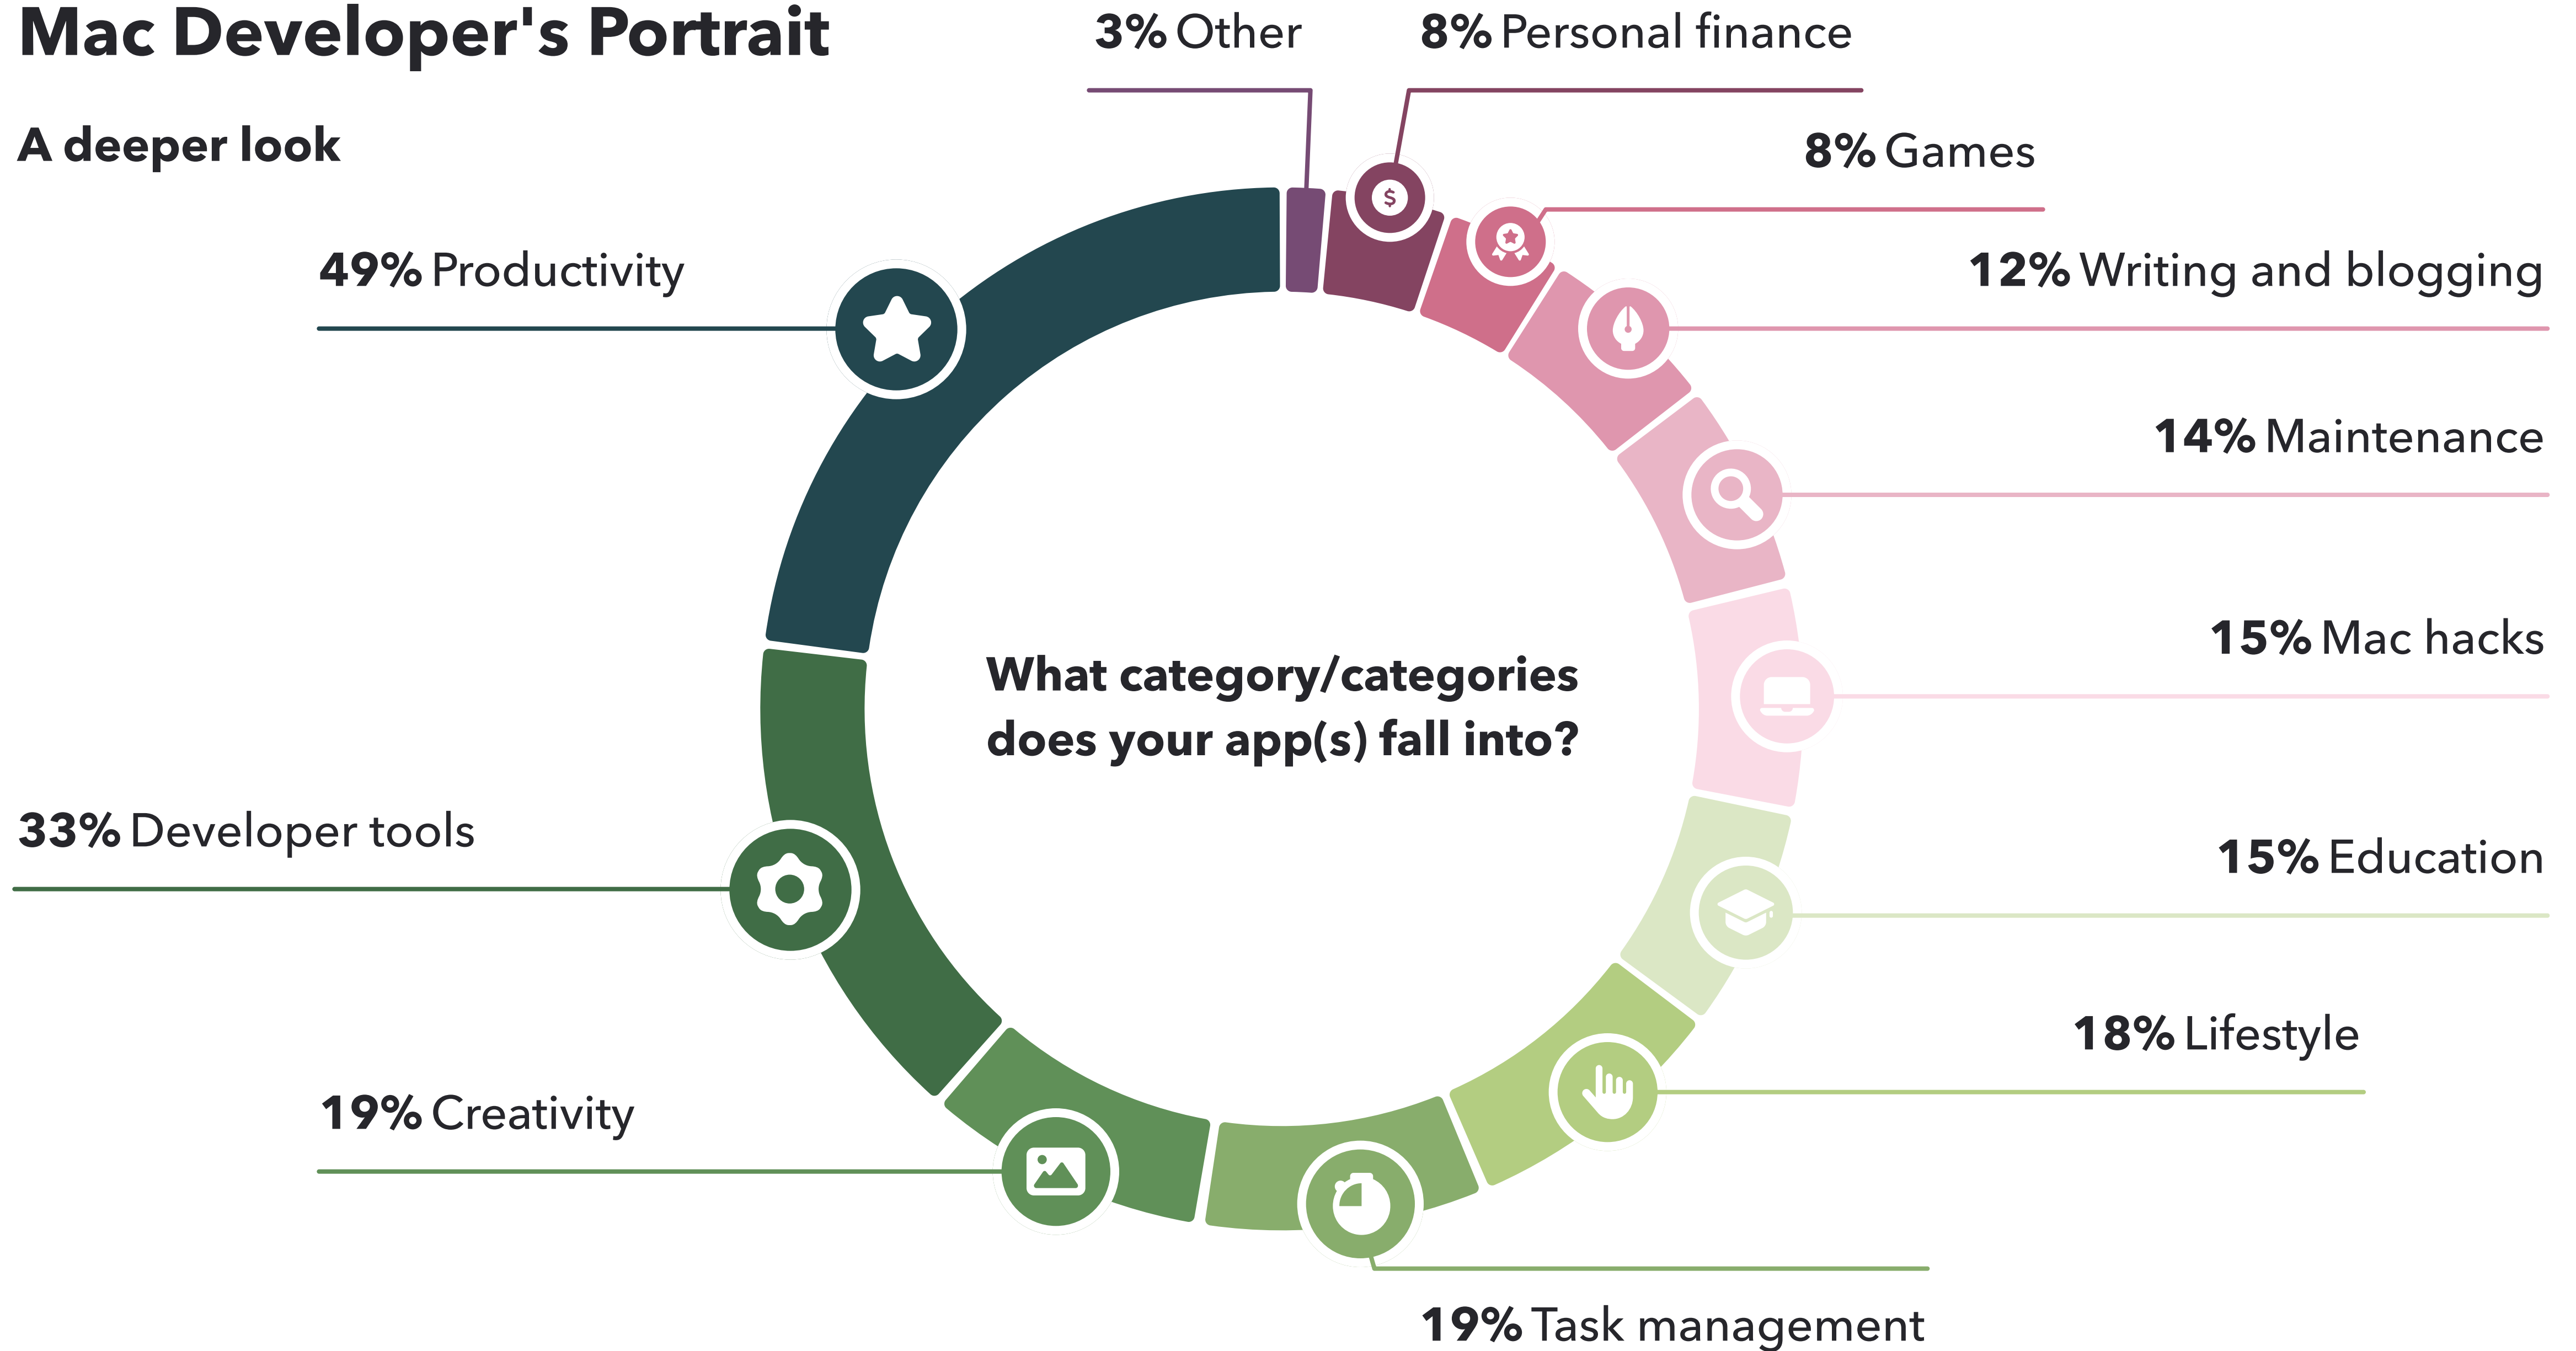 Mac Developer's Portrait
A deeper look
3% Other
8% Personal finance
8% Games
12% Writing and blogging
14% Maintenance
15% Mac hacks
15% Education
18% Lifestyle
19% Task management
19% Creativity
33% Developer tools
49% Productivity
What category/categories
does your app(s) fall into?
$